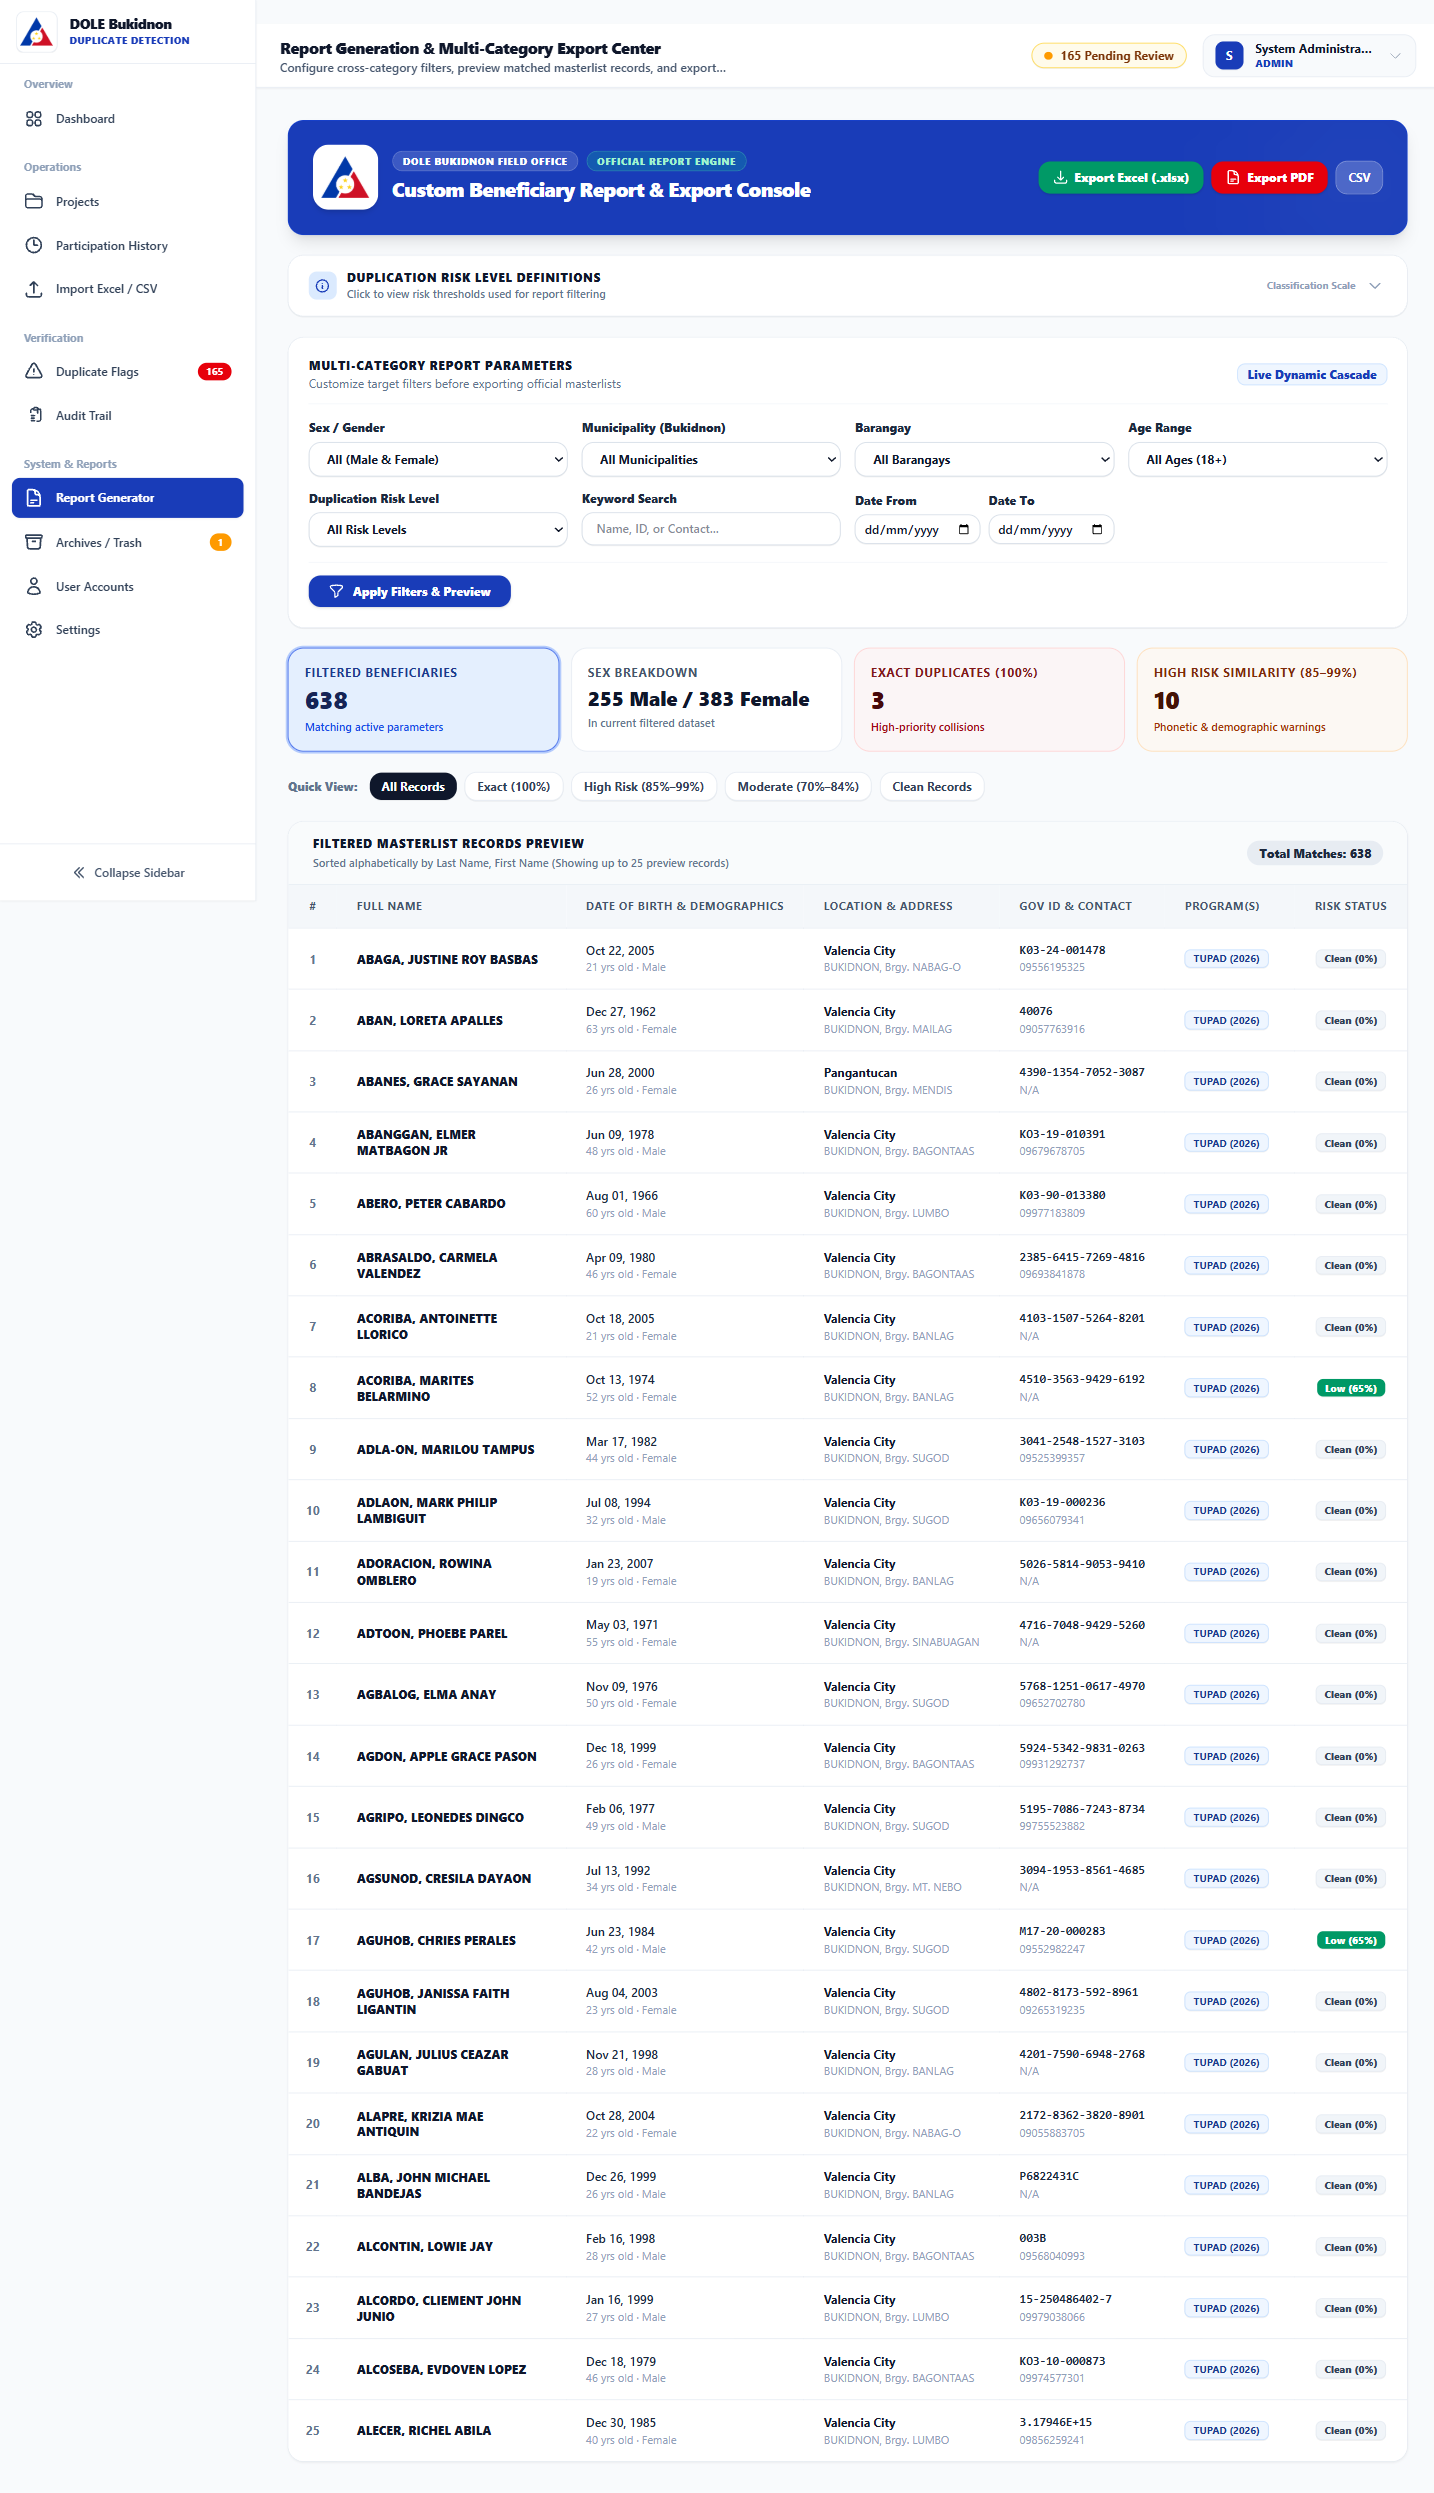 DOLE Bukidnon
DUPLICATE DETECTION
Overview
Dashboard
Operations
Projects
Participation History
Import Excel / CSV
Verification
Duplicate Flags 165
Audit Trail
System & Reports
Report Generator
Archives / Trash 1
User Accounts
Settings
Collapse Sidebar
Report Generation & Multi-Category Export Center
Configure cross-category filters, preview matched masterlist records, and export...
165 Pending Review
S
System Administra...
ADMIN
DOLE BUKIDNON FIELD OFFICE
OFFICIAL REPORT ENGINE
Custom Beneficiary Report & Export Console
Export Excel (.xlsx)
Export PDF
CSV
DUPLICATION RISK LEVEL DEFINITIONS
Click to view risk thresholds used for report filtering
Classification Scale
MULTI-CATEGORY REPORT PARAMETERS
Customize target filters before exporting official masterlists
Live Dynamic Cascade
Sex / Gender
All (Male & Female)
Municipality (Bukidnon)
All Municipalities
Barangay
All Barangays
Age Range
All Ages (18+)
Duplication Risk Level
All Risk Levels
Keyword Search
Name, ID, or Contact...
Date From
dd/mm/yyyy
Date To
dd/mm/yyyy
Apply Filters & Preview
FILTERED BENEFICIARIES
638
Matching active parameters
SEX BREAKDOWN
255 Male / 383 Female
In current filtered dataset
EXACT DUPLICATES (100%)
3
High-priority collisions
HIGH RISK SIMILARITY (85–99%)
10
Phonetic & demographic warnings
Quick View: All Records Exact (100%) High Risk (85%–99%) Moderate (70%–84%) Clean Records
FILTERED MASTERLIST RECORDS PREVIEW
Sorted alphabetically by Last Name, First Name (Showing up to 25 preview records)
Total Matches: 638
# FULL NAME DATE OF BIRTH & DEMOGRAPHICS LOCATION & ADDRESS GOV ID & CONTACT PROGRAM(S) RISK STATUS
1 ABAGA, JUSTINE ROY BASBAS Oct 22, 2005 Valencia City K03-24-001478 TUPAD (2026) Clean (0%)
21 yrs old · Male BUKIDNON, Brgy. NABAG-O 09556195325
2 ABAN, LORETA APALLES Dec 27, 1962 Valencia City 40076 TUPAD (2026) Clean (0%)
63 yrs old · Female BUKIDNON, Brgy. MAILAG 09057763916
3 ABANES, GRACE SAYANAN Jun 28, 2000 Pangantucan 4390-1354-7052-3087 TUPAD (2026) Clean (0%)
26 yrs old · Female BUKIDNON, Brgy. MENDIS N/A
4 ABANGGAN, ELMER Jun 09, 1978 Valencia City KO3-19-010391 TUPAD (2026) Clean (0%)
MATBAGON JR 48 yrs old · Male BUKIDNON, Brgy. BAGONTAAS 09679678705
5 ABERO, PETER CABARDO Aug 01, 1966 Valencia City K03-90-013380 TUPAD (2026) Clean (0%)
60 yrs old · Male BUKIDNON, Brgy. LUMBO 09977183809
6 ABRASALDO, CARMELA Apr 09, 1980 Valencia City 2385-6415-7269-4816 TUPAD (2026) Clean (0%)
VALENDEZ 46 yrs old · Female BUKIDNON, Brgy. BAGONTAAS 09693841878
7 ACORIBA, ANTOINETTE Oct 18, 2005 Valencia City 4103-1507-5264-8201 TUPAD (2026) Clean (0%)
LLORICO 21 yrs old · Female BUKIDNON, Brgy. BANLAG N/A
8 ACORIBA, MARITES Oct 13, 1974 Valencia City 4510-3563-9429-6192 TUPAD (2026) Low (65%)
BELARMINO 52 yrs old · Female BUKIDNON, Brgy. BANLAG N/A
9 ADLA-ON, MARILOU TAMPUS Mar 17, 1982 Valencia City 3041-2548-1527-3103 TUPAD (2026) Clean (0%)
44 yrs old · Female BUKIDNON, Brgy. SUGOD 09525399357
10 ADLAON, MARK PHILIP Jul 08, 1994 Valencia City K03-19-000236 TUPAD (2026) Clean (0%)
LAMBIGUIT 32 yrs old · Male BUKIDNON, Brgy. SUGOD 09656079341
11 ADORACION, ROWINA Jan 23, 2007 Valencia City 5026-5814-9053-9410 TUPAD (2026) Clean (0%)
OMBLERO 19 yrs old · Female BUKIDNON, Brgy. BANLAG N/A
12 ADTOON, PHOEBE PAREL May 03, 1971 Valencia City 4716-7048-9429-5260 TUPAD (2026) Clean (0%)
55 yrs old · Female BUKIDNON, Brgy. SINABUAGAN N/A
13 AGBALOG, ELMA ANAY Nov 09, 1976 Valencia City 5768-1251-0617-4970 TUPAD (2026) Clean (0%)
50 yrs old · Female BUKIDNON, Brgy. SUGOD 09652702780
14 AGDON, APPLE GRACE PASON Dec 18, 1999 Valencia City 5924-5342-9831-0263 TUPAD (2026) Clean (0%)
26 yrs old · Female BUKIDNON, Brgy. BAGONTAAS 09931292737
15 AGRIPO, LEONEDES DINGCO Feb 06, 1977 Valencia City 5195-7086-7243-8734 TUPAD (2026) Clean (0%)
49 yrs old · Male BUKIDNON, Brgy. SUGOD 99755523882
16 AGSUNOD, CRESILA DAYAON Jul 13, 1992 Valencia City 3094-1953-8561-4685 TUPAD (2026) Clean (0%)
34 yrs old · Female BUKIDNON, Brgy. MT. NEBO N/A
17 AGUHOB, CHRIES PERALES Jun 23, 1984 Valencia City M17-20-000283 TUPAD (2026) Low (65%)
42 yrs old · Male BUKIDNON, Brgy. SUGOD 09552982247
18 AGUHOB, JANISSA FAITH Aug 04, 2003 Valencia City 4802-8173-592-8961 TUPAD (2026) Clean (0%)
LIGANTIN 23 yrs old · Female BUKIDNON, Brgy. SUGOD 09265319235
19 AGULAN, JULIUS CEAZAR Nov 21, 1998 Valencia City 4201-7590-6948-2768 TUPAD (2026) Clean (0%)
GABUAT 28 yrs old · Male BUKIDNON, Brgy. BANLAG N/A
20 ALAPRE, KRIZIA MAE Oct 28, 2004 Valencia City 2172-8362-3820-8901 TUPAD (2026) Clean (0%)
ANTIQUIN 22 yrs old · Female BUKIDNON, Brgy. NABAG-O 09055883705
21 ALBA, JOHN MICHAEL Dec 26, 1999 Valencia City P6822431C TUPAD (2026) Clean (0%)
BANDEJAS 26 yrs old · Male BUKIDNON, Brgy. BANLAG N/A
22 ALCONTIN, LOWIE JAY Feb 16, 1998 Valencia City 003B TUPAD (2026) Clean (0%)
28 yrs old · Male BUKIDNON, Brgy. BAGONTAAS 09568040993
23 ALCORDO, CLIEMENT JOHN Jan 16, 1999 Valencia City 15-250486402-7 TUPAD (2026) Clean (0%)
JUNIO 27 yrs old · Male BUKIDNON, Brgy. LUMBO 09979038066
24 ALCOSEBA, EVDOVEN LOPEZ Dec 18, 1979 Valencia City KO3-10-000873 TUPAD (2026) Clean (0%)
46 yrs old · Male BUKIDNON, Brgy. BAGONTAAS 09974577301
25 ALECER, RICHEL ABILA Dec 30, 1985 Valencia City 3.17946E+15 TUPAD (2026) Clean (0%)
40 yrs old · Female BUKIDNON, Brgy. LUMBO 09856259241